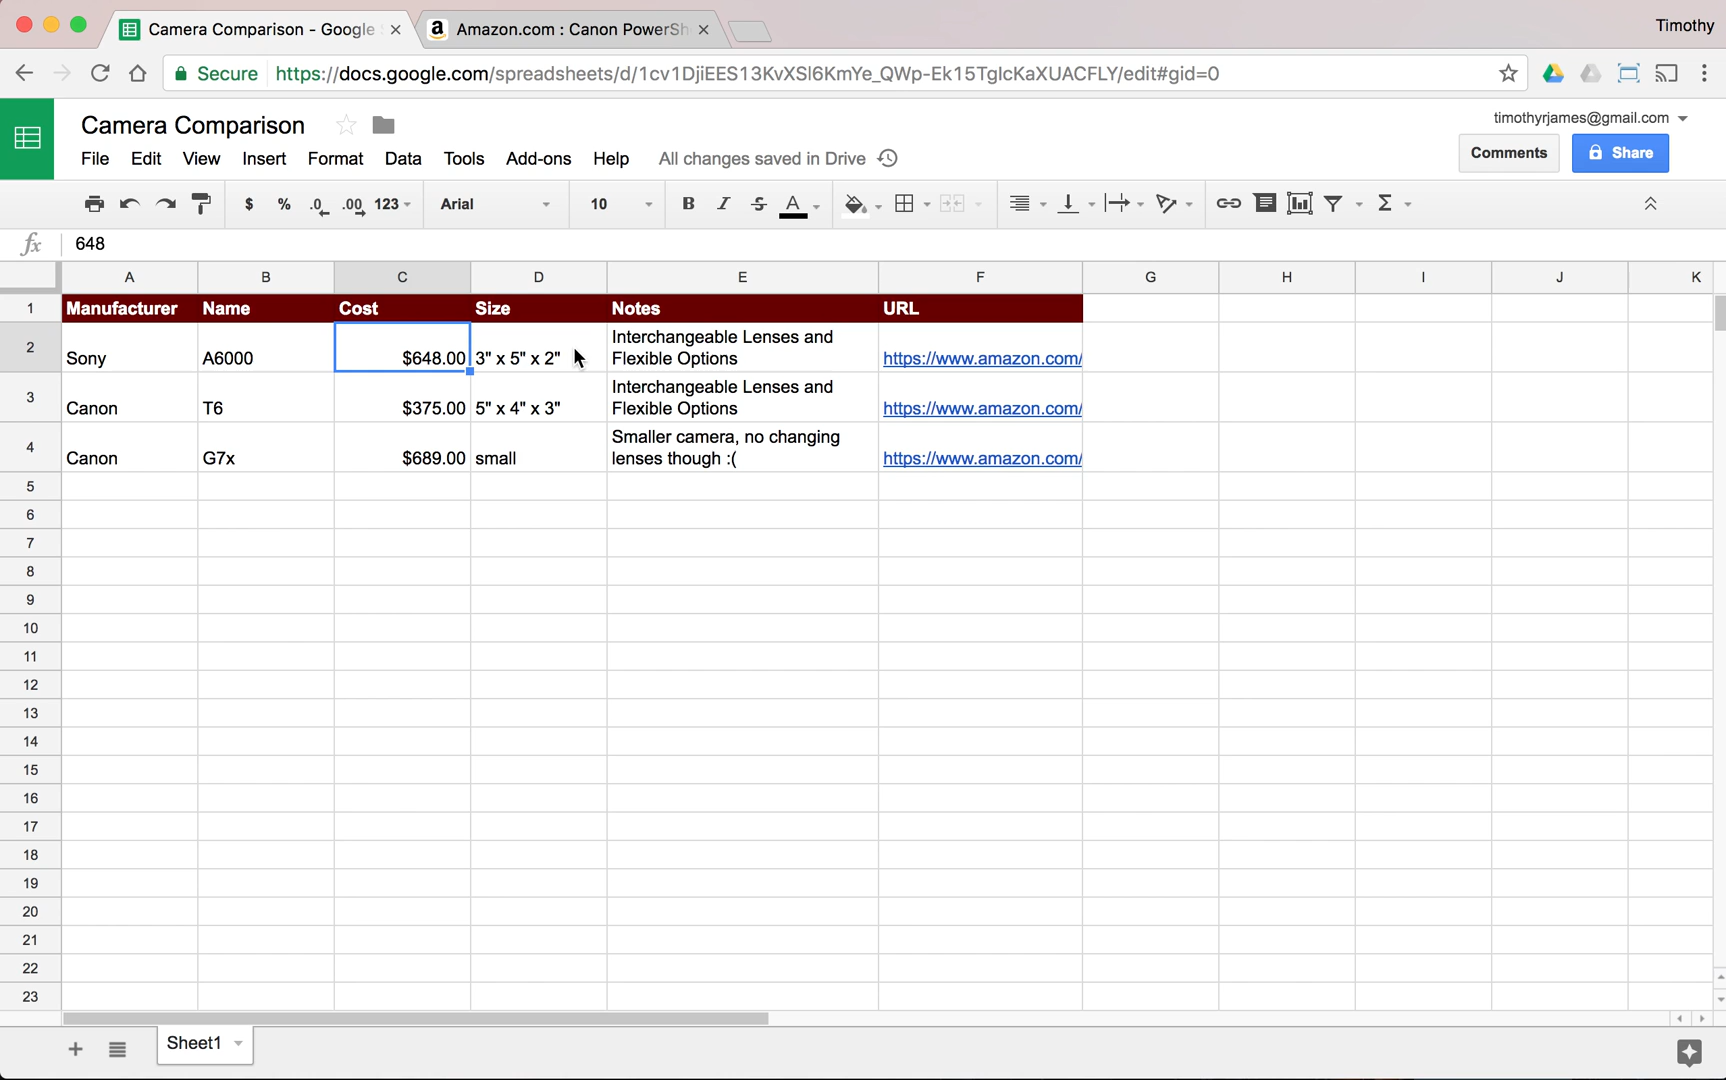 Camera Comparison - Google S
Amazon.com : Canon PowerSh
Timothy
Secure https://docs.google.com/spreadsheets/d/1cv1DjiEES13KvXSI6KmYe_QWp-Ek15TgIcKaXUACFLY/edit#gid=0
Camera Comparison
timothyrjames@gmail.com
File Edit View Insert Format Data Tools Add-ons Help All changes saved in Drive
Comments Share
$ % .0 .00 123 Arial 10 B I S A Σ
fx 648
A B C D E F G H I J K
1 Manufacturer Name Cost Size Notes URL
2 Sony A6000 $648.00 3" x 5" x 2" Interchangeable Lenses and
Flexible Options https://www.amazon.com/
3 Canon T6 $375.00 5" x 4" x 3" Interchangeable Lenses and
Flexible Options https://www.amazon.com/
4 Canon G7x $689.00 small Smaller camera, no changing
lenses though :( https://www.amazon.com/
5
6
7
8
9
10
11
12
13
14
15
16
17
18
19
20
21
22
23
Sheet1